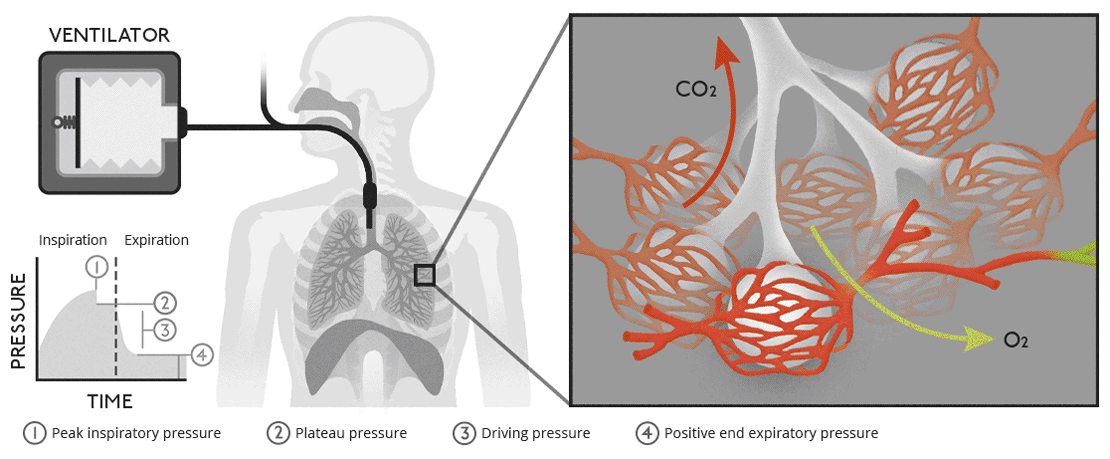 VENTILATOR
CO2
Inspiration Expiration
1
2
3
4
PRESSURE
TIME
O2
1 Peak inspiratory pressure 2 Plateau pressure 3 Driving pressure 4 Positive end expiratory pressure